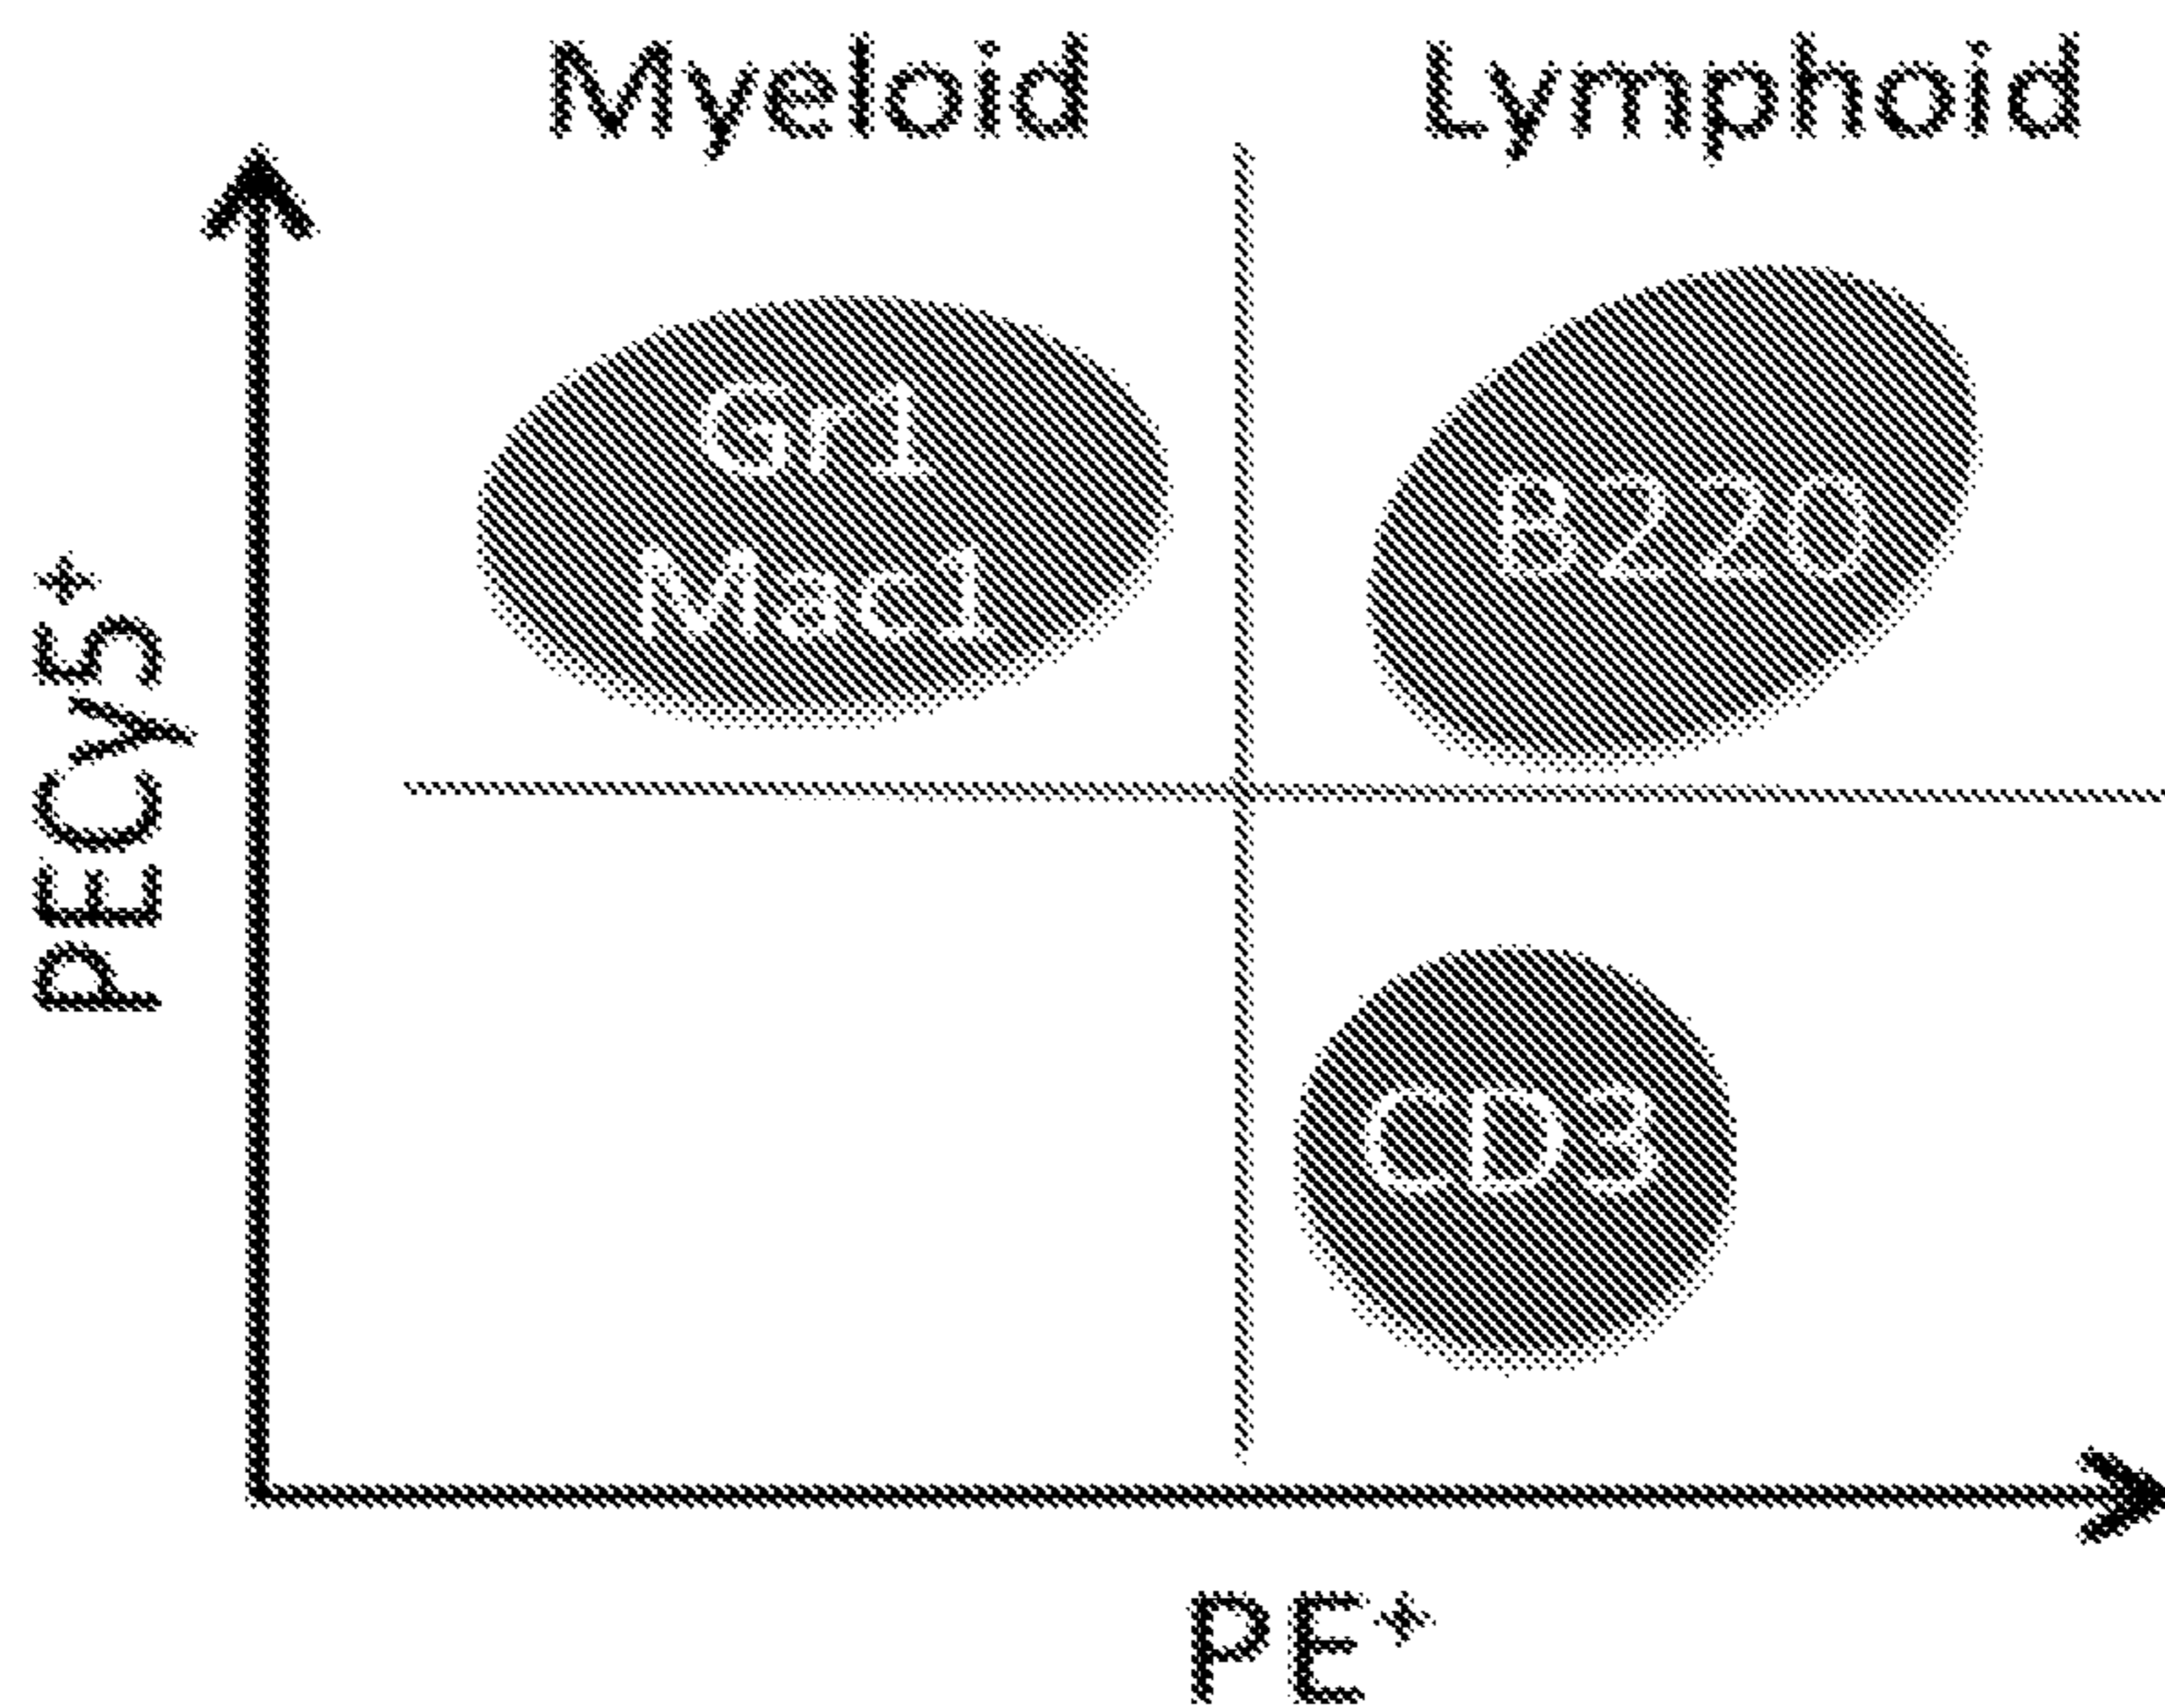 Myeloid
Lymphoid
Gr1
Mac1
B220
PECy5⁺
CD3
PE⁺